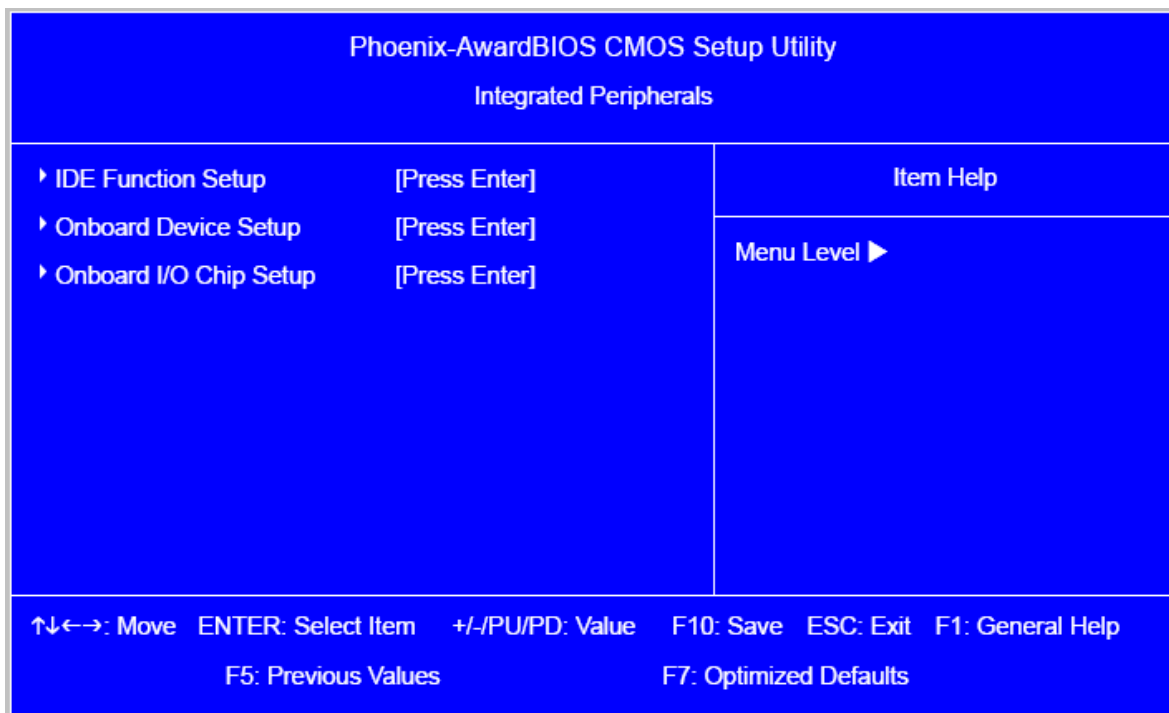 Phoenix-AwardBIOS CMOS Setup Utility
Integrated Peripherals
IDE Function Setup [Press Enter]
Onboard Device Setup [Press Enter]
Onboard I/O Chip Setup [Press Enter]
Item Help
Menu Level ▶
↑↓←→: Move ENTER: Select Item +/-/PU/PD: Value F10: Save ESC: Exit F1: General Help
F5: Previous Values F7: Optimized Defaults